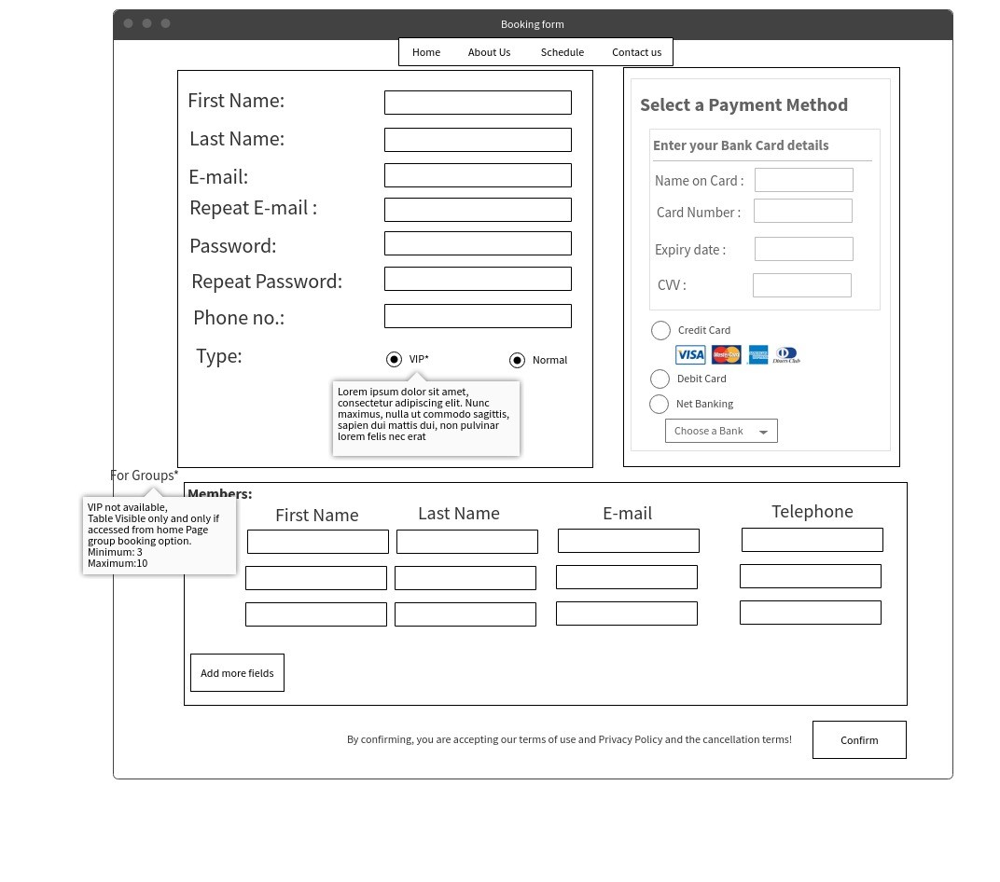 Booking form
Home About Us Schedule Contact us
First Name:
Last Name:
E-mail:
Repeat E-mail :
Password:
Repeat Password:
Phone no.:
Type:
VIP*
Normal
Lorem ipsum dolor sit amet,
consectetur adipiscing elit. Nunc
maximus, nulla ut commodo sagittis,
sapien dui mattis dui, non pulvinar
lorem felis nec erat
Select a Payment Method
Enter your Bank Card details
Name on Card :
Card Number :
Expiry date :
CVV :
Credit Card
VISA MasterCard AMERICAN EXPRESS Diners Club
Debit Card
Net Banking
Choose a Bank
For Groups*
VIP not available,
Table Visible only and only if
accessed from home Page
group booking option.
Minimum: 3
Maximum:10
Members:
First Name Last Name E-mail Telephone
Add more fields
By confirming, you are accepting our terms of use and Privacy Policy and the cancellation terms!
Confirm